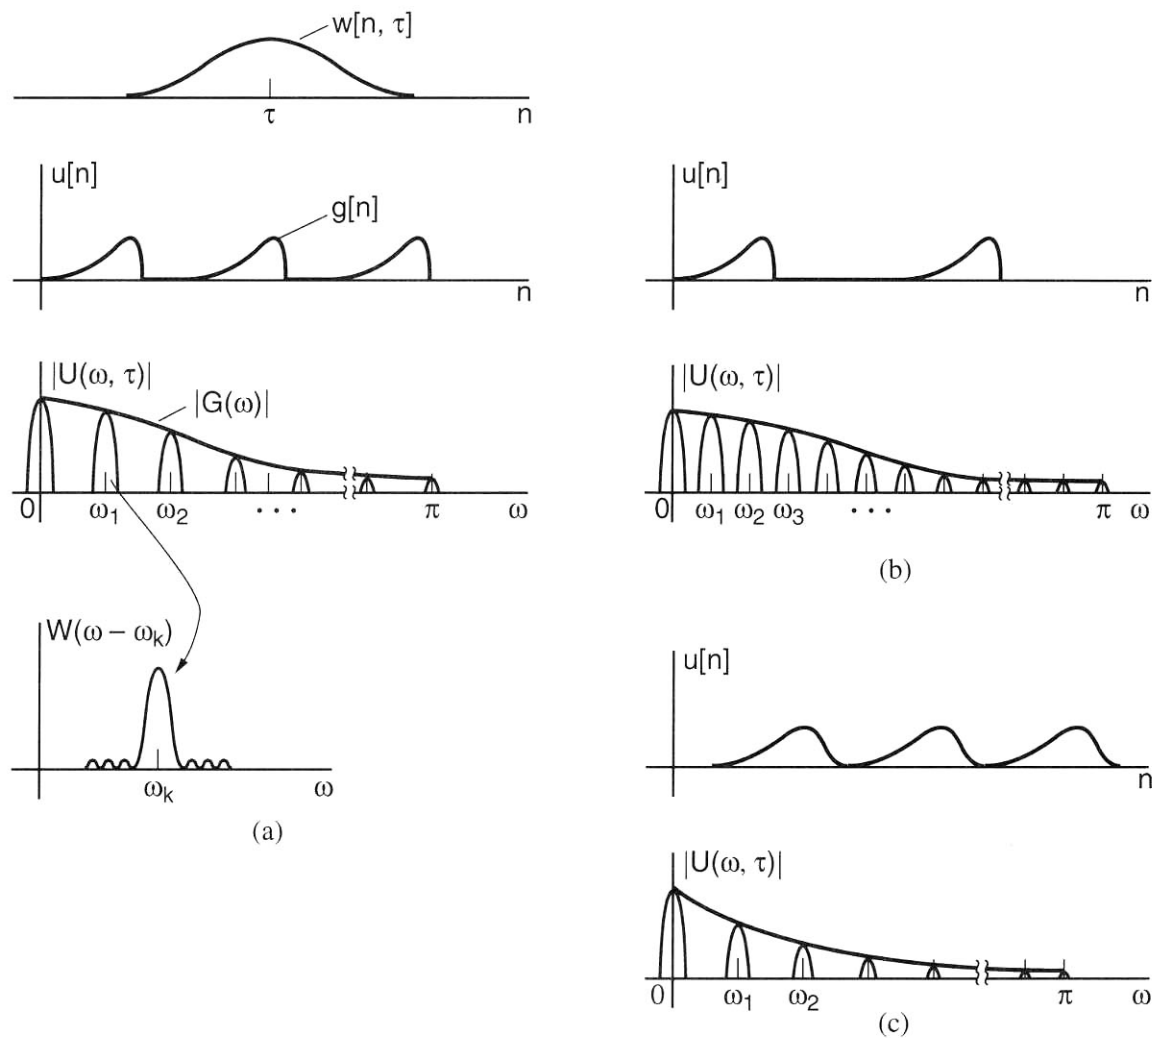 w[n, τ]
τ
n
u[n]
g[n]
n
|U(ω, τ)|
|G(ω)|
0
ω₁
ω₂
• • •
π
ω
W(ω – ωₖ)
ωₖ
ω
(a)
u[n]
n
|U(ω, τ)|
0
ω₁
ω₂
ω₃
• • •
π
ω
(b)
u[n]
n
|U(ω, τ)|
0
ω₁
ω₂
π
ω
(c)